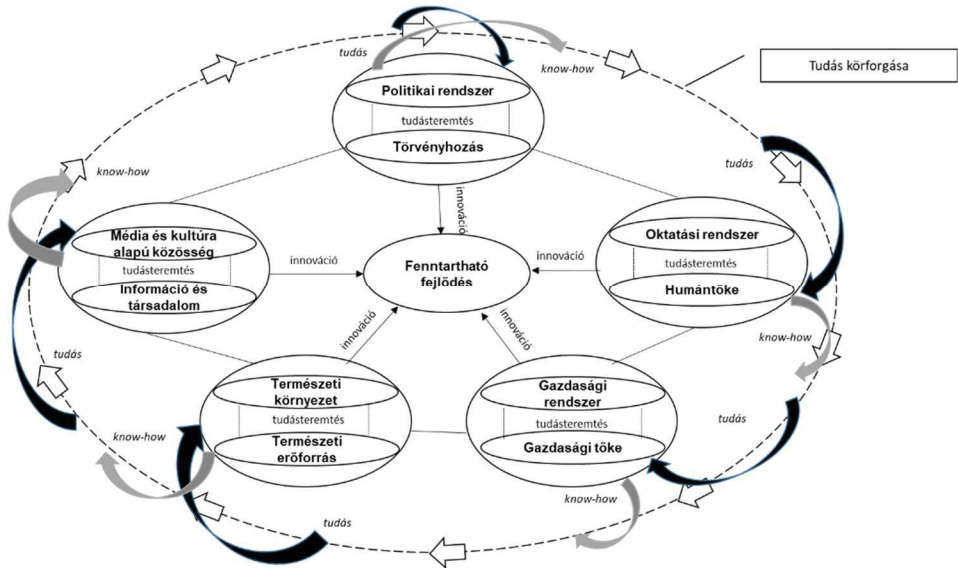 tudás
know-how
Tudás körforgása
Politikai rendszer
tudásteremtés
Törvényhozás
innováció
know-how
tudás
Média és kultúra
alapú közösség
tudásteremtés
Információ és
társadalom
innováció
Fenntartható
fejlődés
innováció
Oktatási rendszer
tudásteremtés
Humántőke
know-how
tudás
innováció
innováció
Természeti
környezet
tudásteremtés
Természeti
erőforrás
Gazdasági
rendszer
tudásteremtés
Gazdasági tőke
tudás
know-how
know-how
tudás